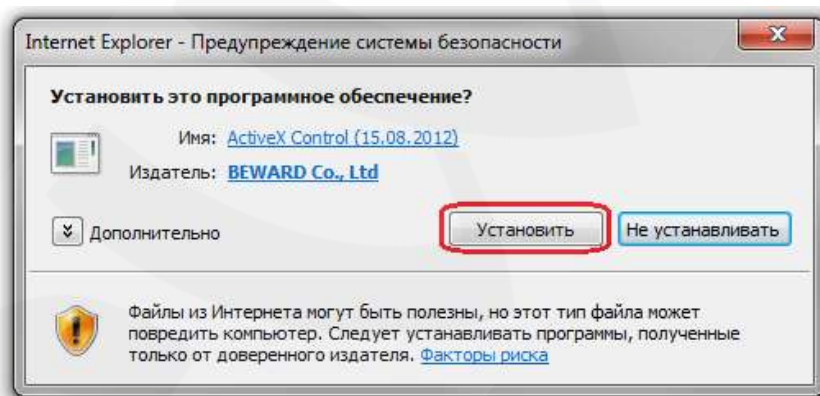 Internet Explorer - Предупреждение системы безопасности
Установить это программное обеспечение?
Имя: ActiveX Control (15.08.2012)
Издатель: BEWARD Co., Ltd
Дополнительно
Установить
Не устанавливать
Файлы из Интернета могут быть полезны, но этот тип файла может
повредить компьютер. Следует устанавливать программы, полученные
только от доверенного издателя. Факторы риска